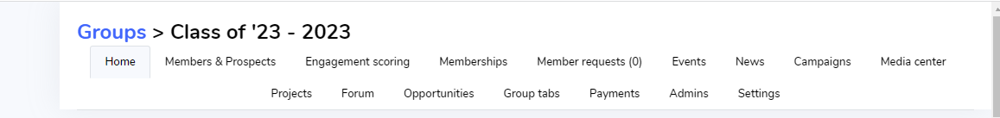 Groups > Class of '23 - 2023
Home Members & Prospects Engagement scoring Memberships Member requests (0) Events News Campaigns Media center
Projects Forum Opportunities Group tabs Payments Admins Settings